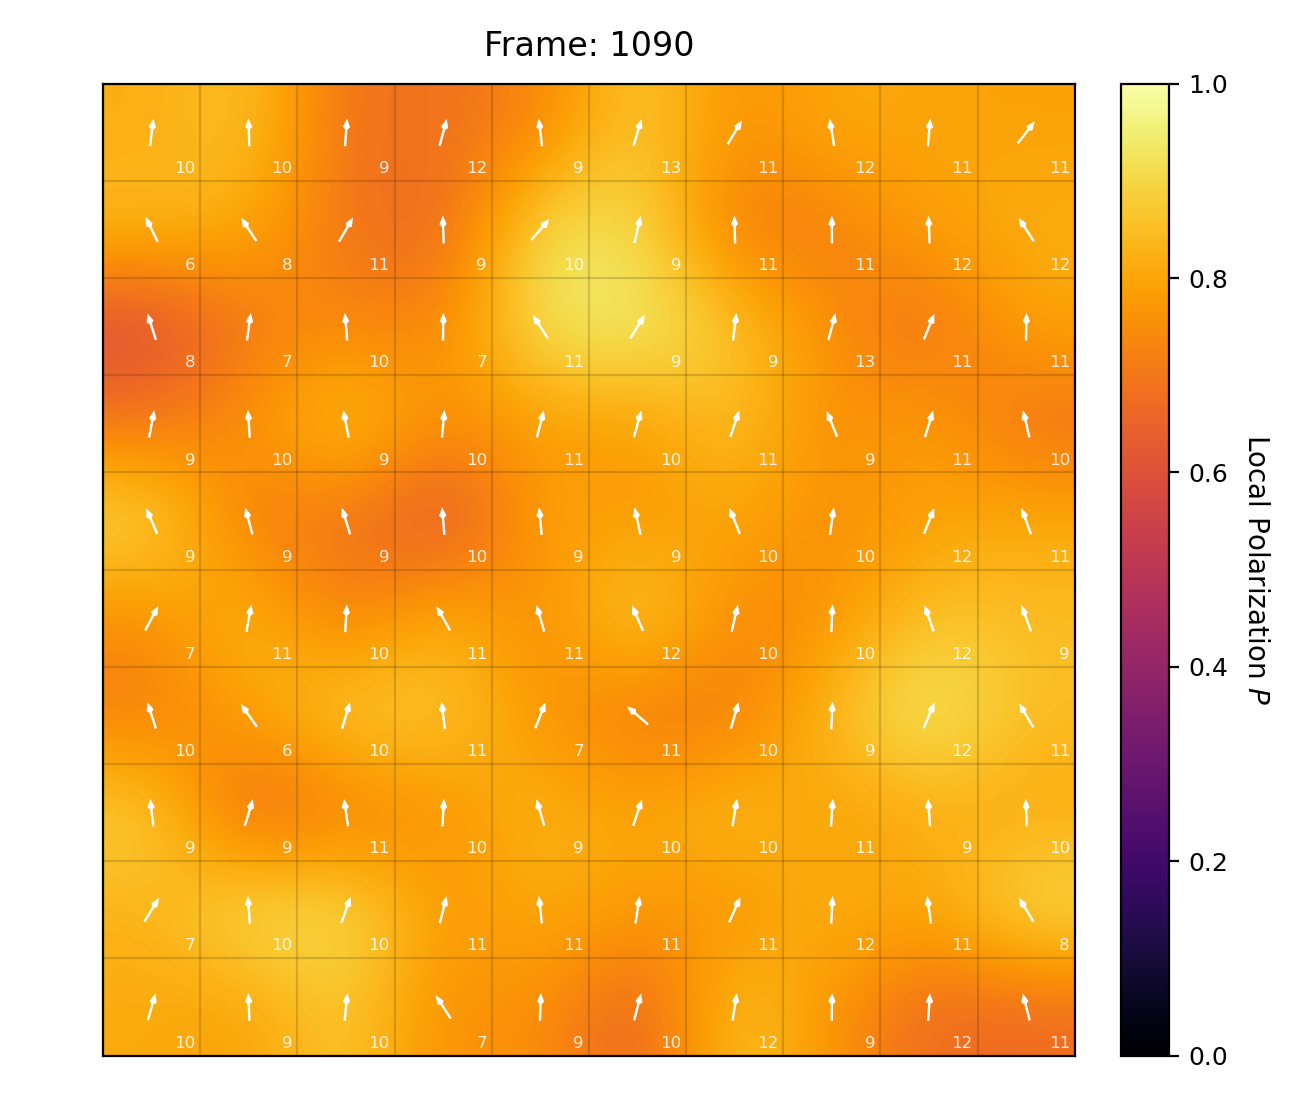 Frame: 1090
10 10 9 12 9 13 11 12 11 11
6 8 11 9 10 9 11 11 12 12
8 7 10 7 11 9 9 13 11 11
9 10 9 10 11 10 11 9 11 10
9 9 9 10 9 9 10 10 12 11
7 11 10 11 11 12 10 10 12 9
10 6 10 11 7 11 10 9 12 11
9 9 11 10 9 10 10 11 9 10
7 10 10 11 11 11 11 12 11 8
10 9 10 7 9 10 12 9 12 11
1.0
0.8
0.6
0.4
0.2
0.0
Local Polarization P